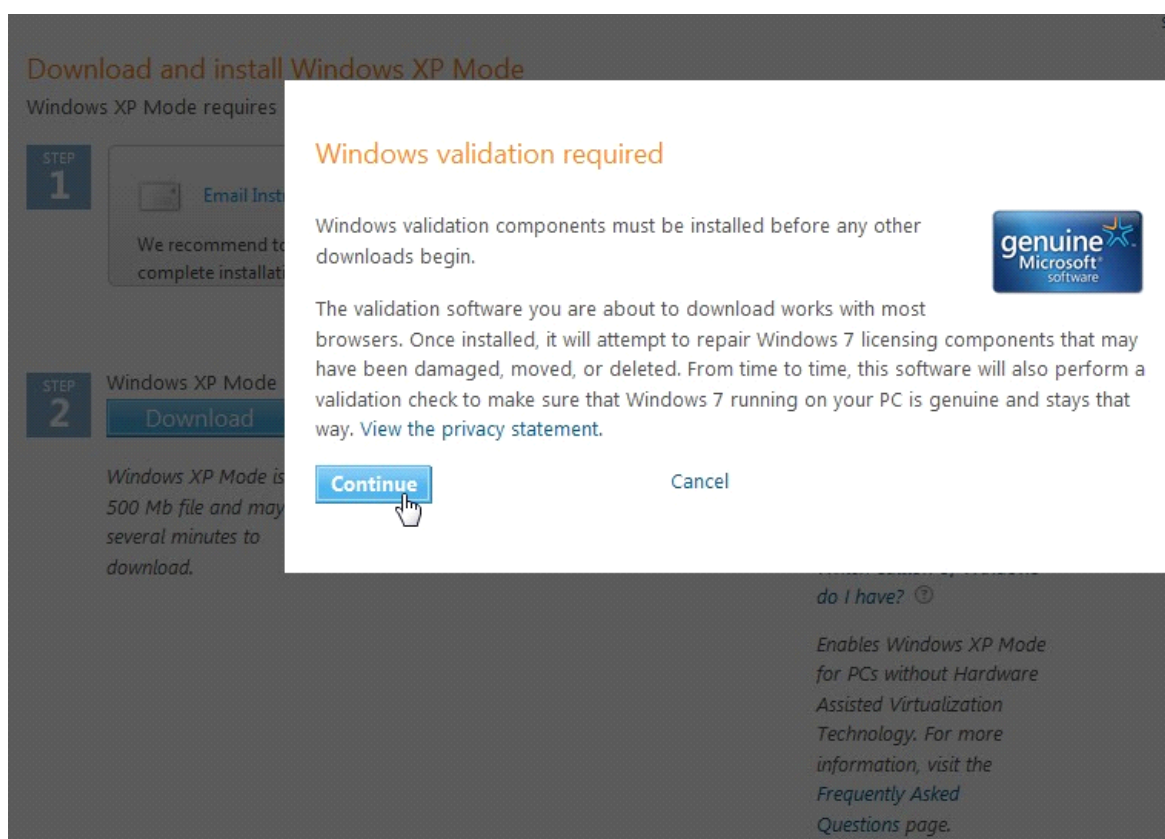 Download and install Windows XP Mode
Windows XP Mode requires
STEP
1
Email Inst
We recommend to
complete installati
STEP
2
Windows XP Mode
Download
Windows XP Mode is
500 Mb file and may
several minutes to
download.
Windows validation required
Windows validation components must be installed before any other
downloads begin.
genuine
Microsoft
software
The validation software you are about to download works with most
browsers. Once installed, it will attempt to repair Windows 7 licensing components that may
have been damaged, moved, or deleted. From time to time, this software will also perform a
validation check to make sure that Windows 7 running on your PC is genuine and stays that
way. View the privacy statement.
Continue
Cancel
do I have?
Enables Windows XP Mode
for PCs without Hardware
Assisted Virtualization
Technology. For more
information, visit the
Frequently Asked
Questions page.